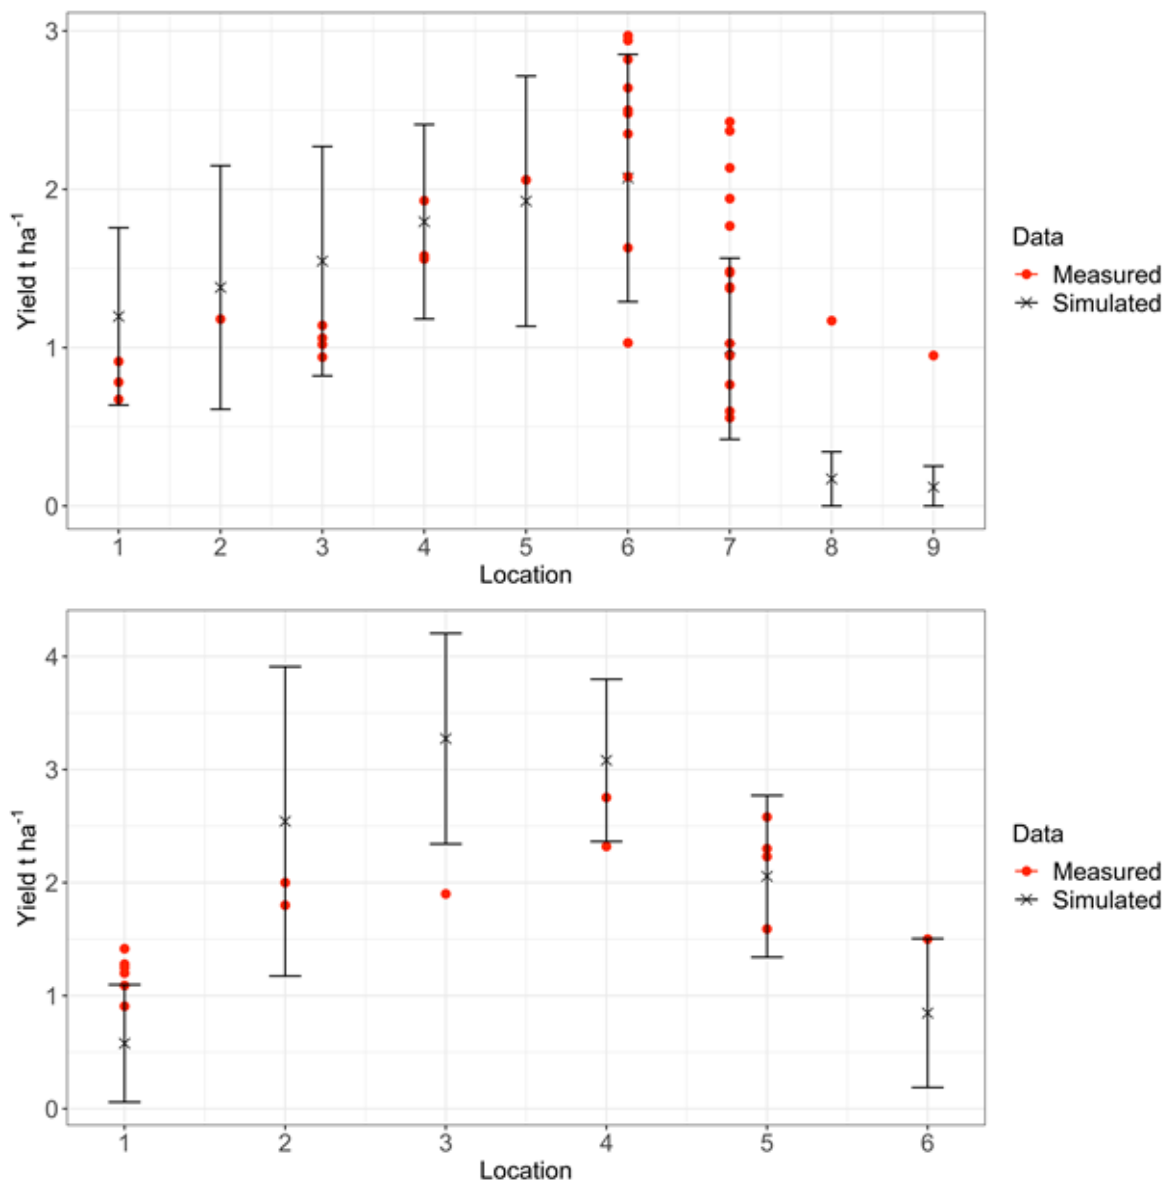 3
2
1
0
Yield t ha-1
1 2 3 4 5 6 7 8 9
Location
Data
Measured
Simulated
4
3
2
1
0
Yield t ha-1
1 2 3 4 5 6
Location
Data
Measured
Simulated